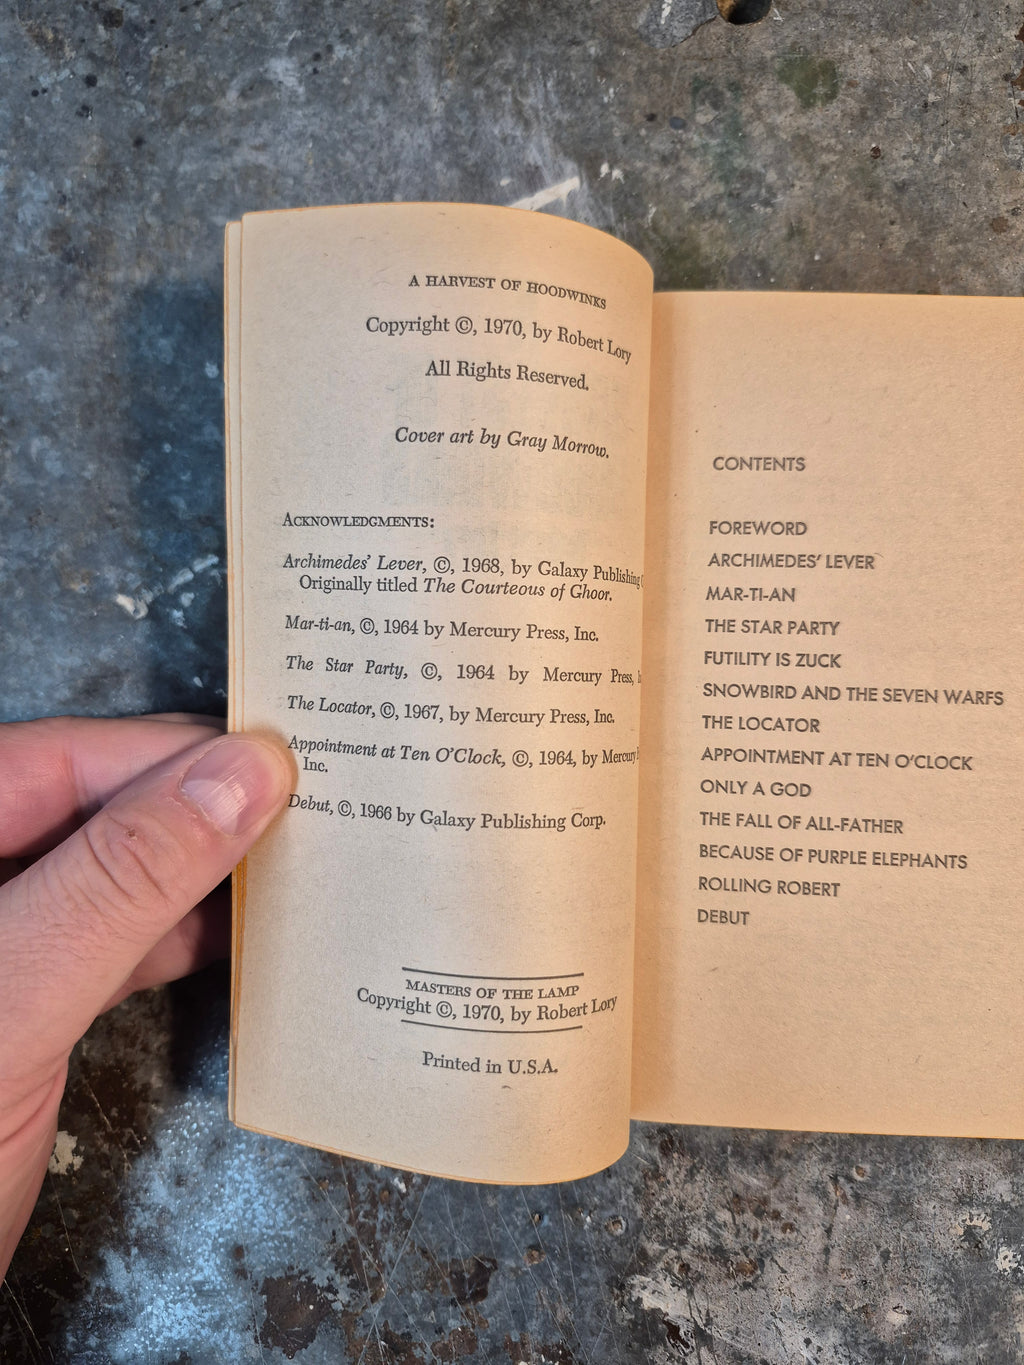 A HARVEST OF HOODWINKS
Copyright ©, 1970, by Robert Lory
All Rights Reserved.
Cover art by Gray Morrow.
ACKNOWLEDGMENTS:
Archimedes' Lever, ©, 1968, by Galaxy Publishing
Originally titled The Courteous of Ghoor.
Mar-ti-an, ©, 1964 by Mercury Press, Inc.
The Star Party, ©, 1964 by Mercury Press,
The Locator, ©, 1967, by Mercury Press, Inc.
Appointment at Ten O'Clock, ©, 1964, by Mercury
Inc.
Debut, ©, 1966 by Galaxy Publishing Corp.
MASTERS OF THE LAMP
Copyright ©, 1970, by Robert Lory
Printed in U.S.A.
CONTENTS
FOREWORD
ARCHIMEDES' LEVER
MAR-TI-AN
THE STAR PARTY
FUTILITY IS ZUCK
SNOWBIRD AND THE SEVEN WARFS
THE LOCATOR
APPOINTMENT AT TEN O'CLOCK
ONLY A GOD
THE FALL OF ALL-FATHER
BECAUSE OF PURPLE ELEPHANTS
ROLLING ROBERT
DEBUT